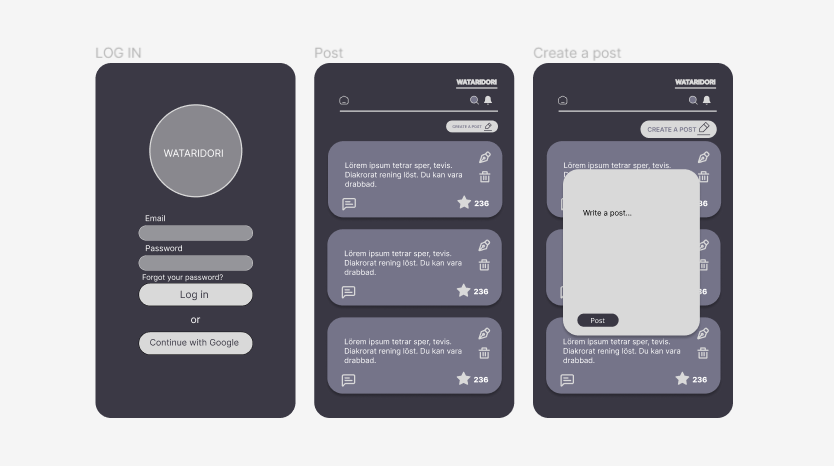 LOG IN
WATARIDORI
Email
Password
Forgot your password?
Log in
or
Continue with Google
Post
WATARIDORI
CREATE A POST
Lörem ipsum tetrar sper, tevis.
Diakrorat rening löst. Du kan vara
drabbad.
236
Lörem ipsum tetrar sper, tevis.
Diakrorat rening löst. Du kan vara
drabbad.
236
Lörem ipsum tetrar sper, tevis.
Diakrorat rening löst. Du kan vara
drabbad.
236
Create a post
WATARIDORI
CREATE A POST
Lörem ipsum tetrar sper, tevis.
236
Write a post...
236
Post
Lörem ipsum tetrar sper, tevis.
Diakrorat rening löst. Du kan vara
drabbad.
236